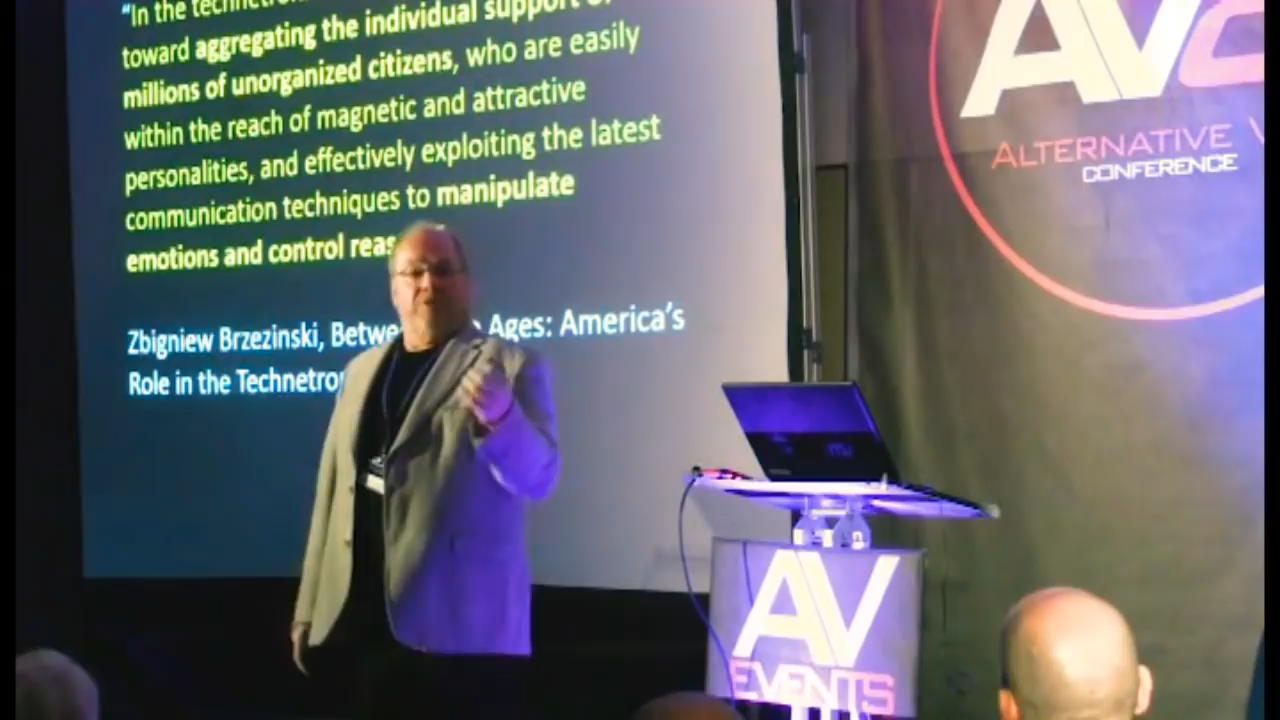 “In the
toward aggregating the individual support
millions of unorganized citizens, who are easily
within the reach of magnetic and attractive
personalities, and effectively exploiting the latest
communication techniques to manipulate
emotions and control
Zbigniew Brzezinski, Ages: America’s
Role in the
AV
ALTERNATIVE
CONFERENCE
AV
EVENTS